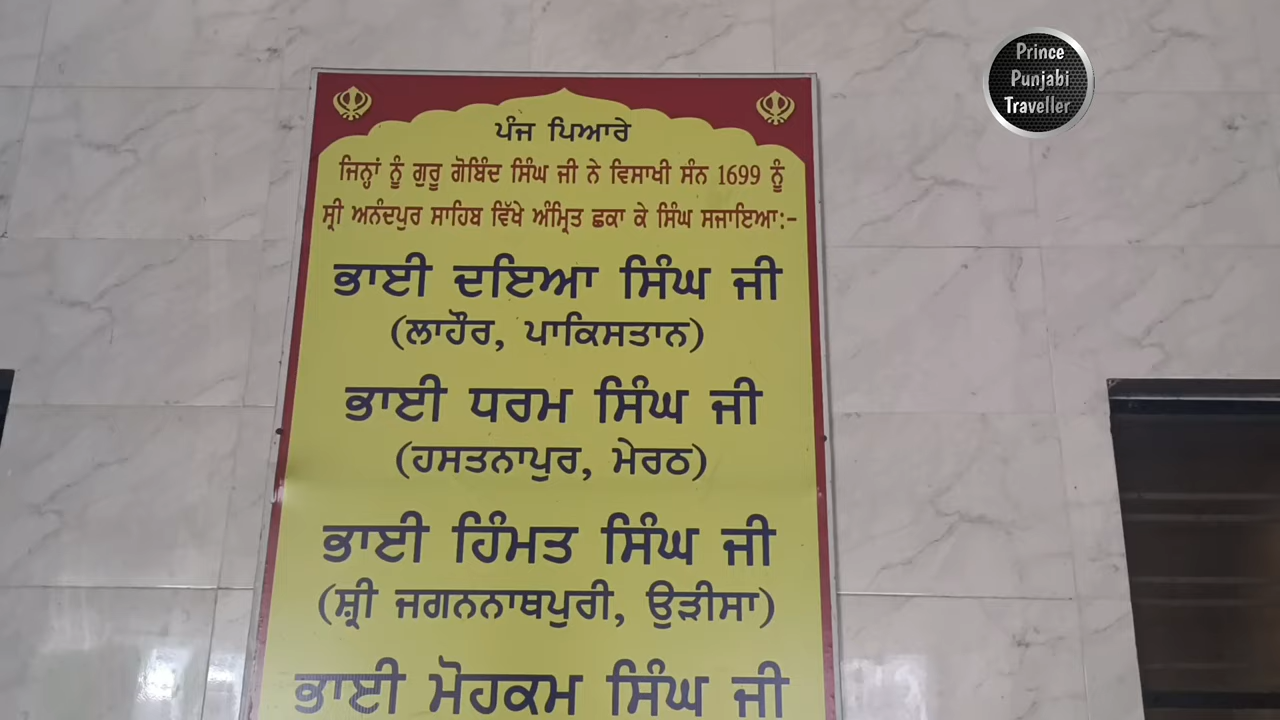 Prince
Punjabi
Traveller
ਪੰਜ ਪਿਆਰੇ
ਜਿਨ੍ਹਾਂ ਨੂੰ ਗੁਰੂ ਗੋਬਿੰਦ ਸਿੰਘ ਜੀ ਨੇ ਵਿਸਾਖੀ ਸੰਨ 1699 ਨੂੰ
ਸ਼੍ਰੀ ਅਨੰਦਪੁਰ ਸਾਹਿਬ ਵਿੱਖੇ ਅੰਮ੍ਰਿਤ ਛਕਾ ਕੇ ਸਿੰਘ ਸਜਾਇਆ:-
ਭਾਈ ਦਇਆ ਸਿੰਘ ਜੀ
(ਲਾਹੌਰ, ਪਾਕਿਸਤਾਨ)
ਭਾਈ ਧਰਮ ਸਿੰਘ ਜੀ
(ਹਸਤਨਾਪੁਰ, ਮੇਰਠ)
ਭਾਈ ਹਿੰਮਤ ਸਿੰਘ ਜੀ
(ਸ਼੍ਰੀ ਜਗਨਨਾਥਪੁਰੀ, ਉੜੀਸਾ)
ਭਾਈ ਮੋਹਕਮ ਸਿੰਘ ਜੀ